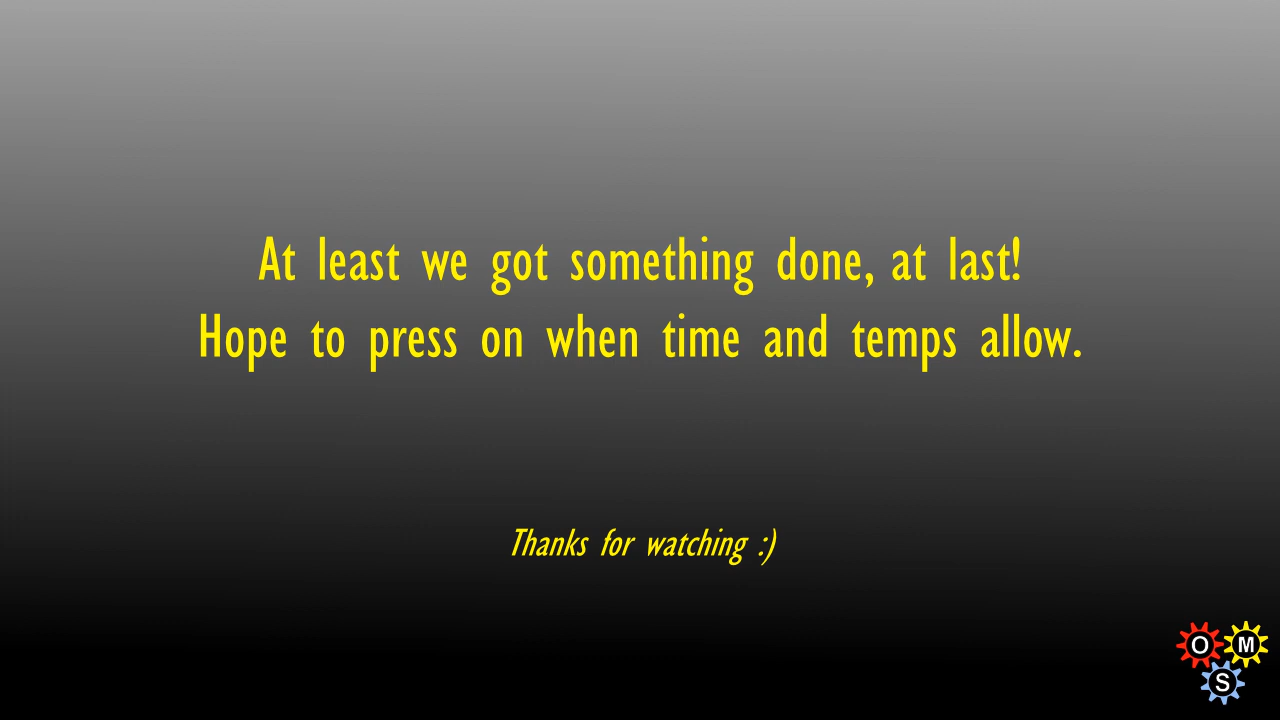 At least we got something done, at last!
Hope to press on when time and temps allow.
Thanks for watching :)
O M
S